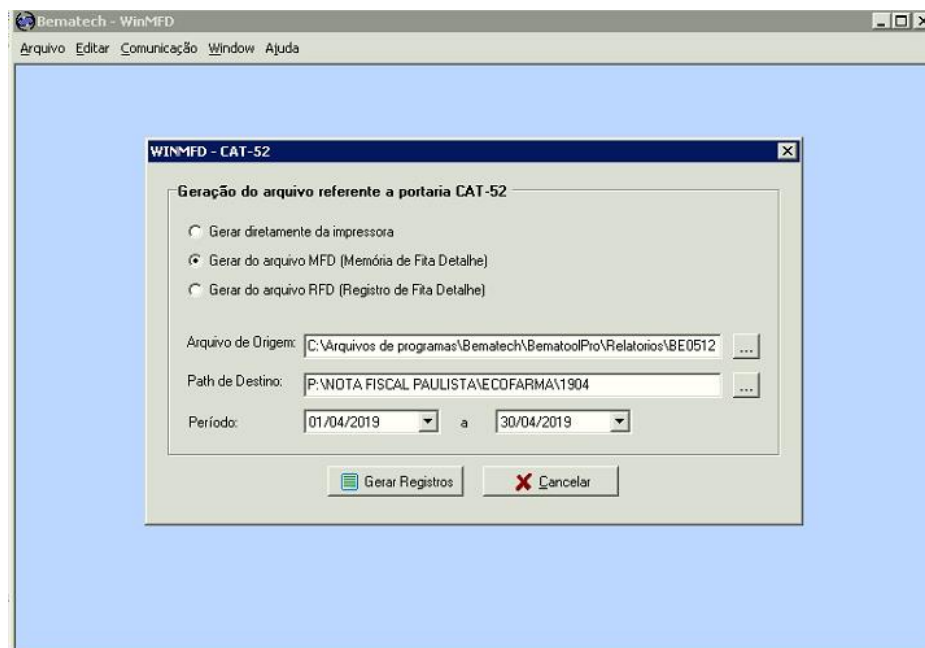 Bematech - WinMFD
Arquivo Editar Comunicação Window Ajuda
WINMFD - CAT-52
Geração do arquivo referente a portaria CAT-52
Gerar diretamente da impressora
Gerar do arquivo MFD (Memória de Fita Detalhe)
Gerar do arquivo RFD (Registro de Fita Detalhe)
Arquivo de Origem: C:\Arquivos de programas\Bematech\BematoolPro\Relatorios\BE0512 ...
Path de Destino: P:\NOTA FISCAL PAULISTA\ECOFARMA\1904 ...
Período: 01/04/2019 a 30/04/2019
Gerar Registros Cancelar